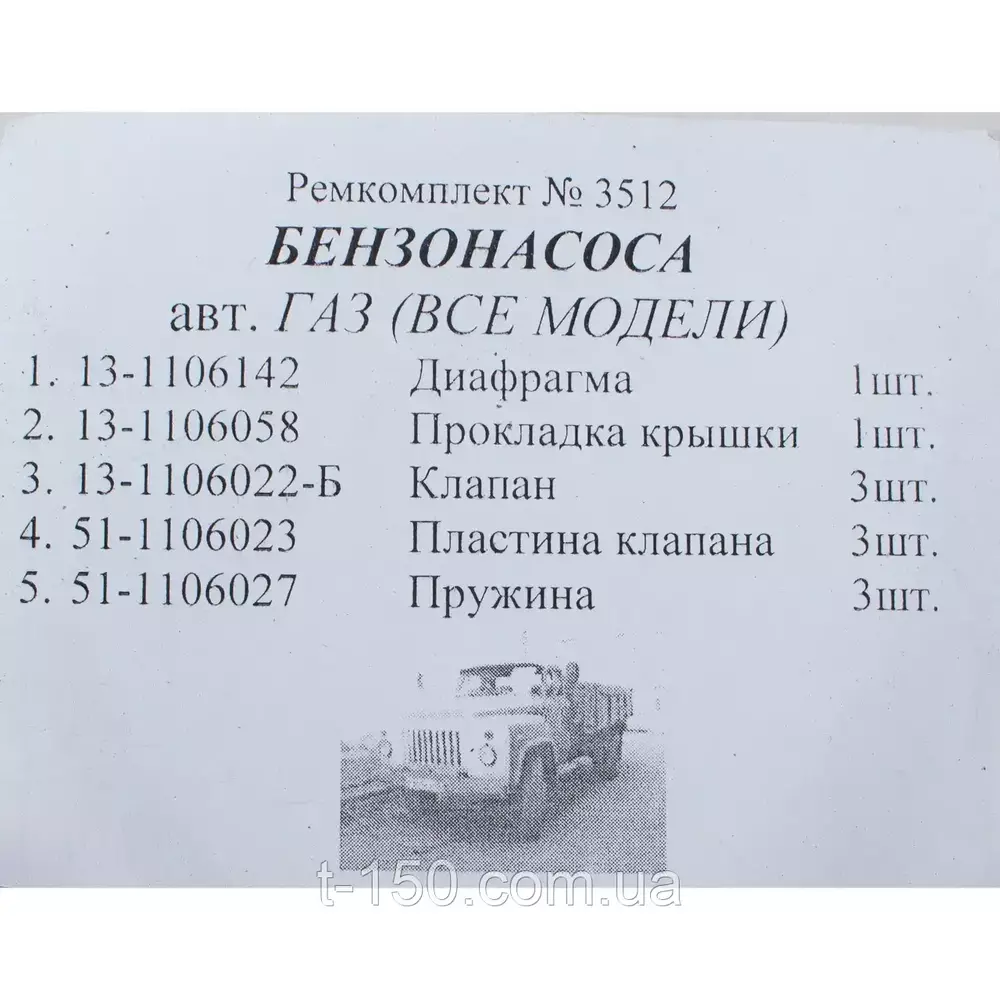 Ремкомплект № 3512
БЕНЗОНАСОСА
авт. ГАЗ (ВСЕ МОДЕЛИ)
1. 13-1106142 Диафрагма 1шт.
2. 13-1106058 Прокладка крышки 1шт.
3. 13-1106022-Б Клапан 3шт.
4. 51-1106023 Пластина клапана 3шт.
5. 51-1106027 Пружина 3шт.
t-150.com.ua